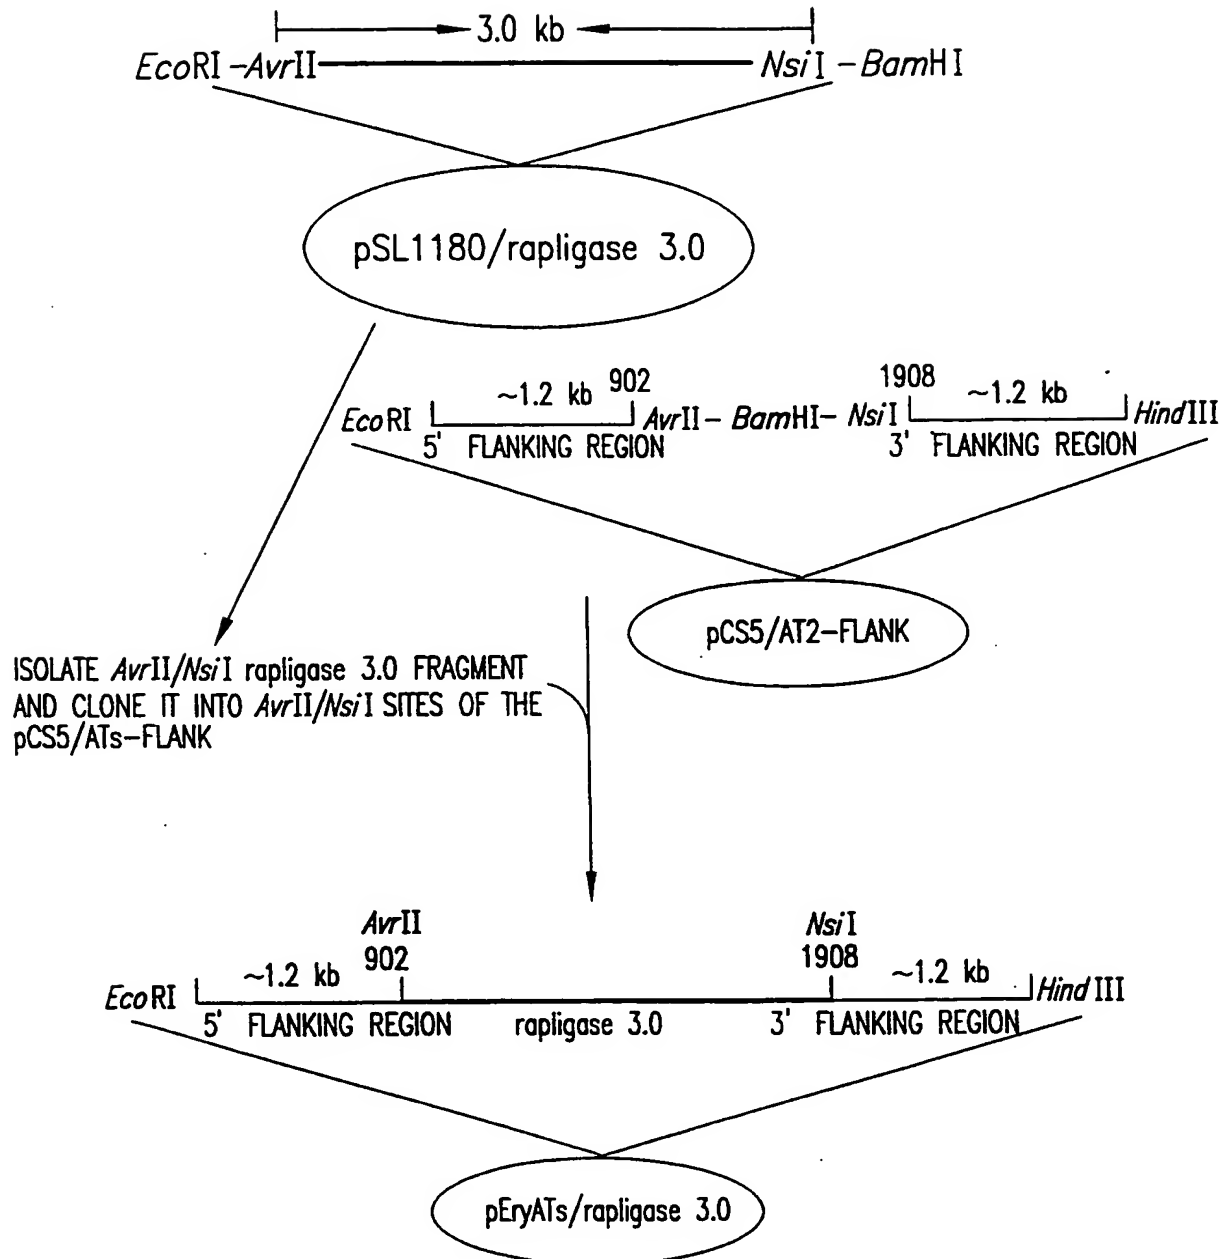 3.0 kb
EcoRI -AvrII NsiI -BamHI
pSL1180/rapligase 3.0
~1.2 kb 902 1908 ~1.2 kb
EcoRI AvrII- BamHI- NsiI HindIII
5' FLANKING REGION 3' FLANKING REGION
pCS5/AT2-FLANK
ISOLATE AvrII/NsiI rapligase 3.0 FRAGMENT
AND CLONE IT INTO AvrII/NsiI SITES OF THE
pCS5/ATs-FLANK
AvrII NsiI
~1.2 kb 902 1908 ~1.2 kb
EcoRI HindIII
5' FLANKING REGION rapligase 3.0 3' FLANKING REGION
pEryATs/rapligase 3.0